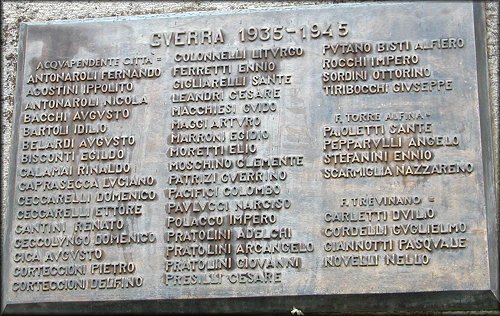 GVERRA 1935-1945
ACQVAPENDENTE CITTA'
ANTONAROLI FERNANDO
AGOSTINI IPPOLITO
ANTONAROLI NICOLA
BACCHI AVGVSTO
BARTOLI IDILIO
BELARDI AVGVSTO
BISCONTI EGILDO
CALAMAI RINALDO
CAPRASECCA LVCIANO
CECCARELLI DOMENICO
CECCARELLI ETTORE
CANTINI RENATO
CECCOLVNGO DOMENICO
CICA AVGVSTO
CORTECCIONI PIETRO
CORTECCIONI DELFINO
COLONNELLI LITVRGO
FERRETTI ENNIO
GIGLIARELLI SANTE
LEANDRI CESARE
MACCHIESI GVIDO
MAGGI ARTVRO
MARRONI EGIDIO
MORETTI ELIO
MOSCHINO CLEMENTE
PATRIZI GVERRINO
PACIFICI COLOMBO
PAVLVCCI NARCISO
POLACCO IMPERO
PRATOLINI ADELCHI
PRATOLINI ARCANGELO
PRATOLINI GIOVANNI
PRESILLI CESARE
PVTANO BISTI ALFIERO
ROCCHI IMPERO
SORDINI OTTORINO
TIRIBOCCHI GIVSEPPE
F. TORRE ALFINA
PAOLETTI SANTE
PEPPARVLLI ANGELO
STEFANINI ENNIO
SCARMIGLIA NAZZARENO
F. TREVINANO
CARLETTI DVILIO
CORDELLI GVGLIELMO
GIANNOTTI PASQVALE
NOVELLI NELLO